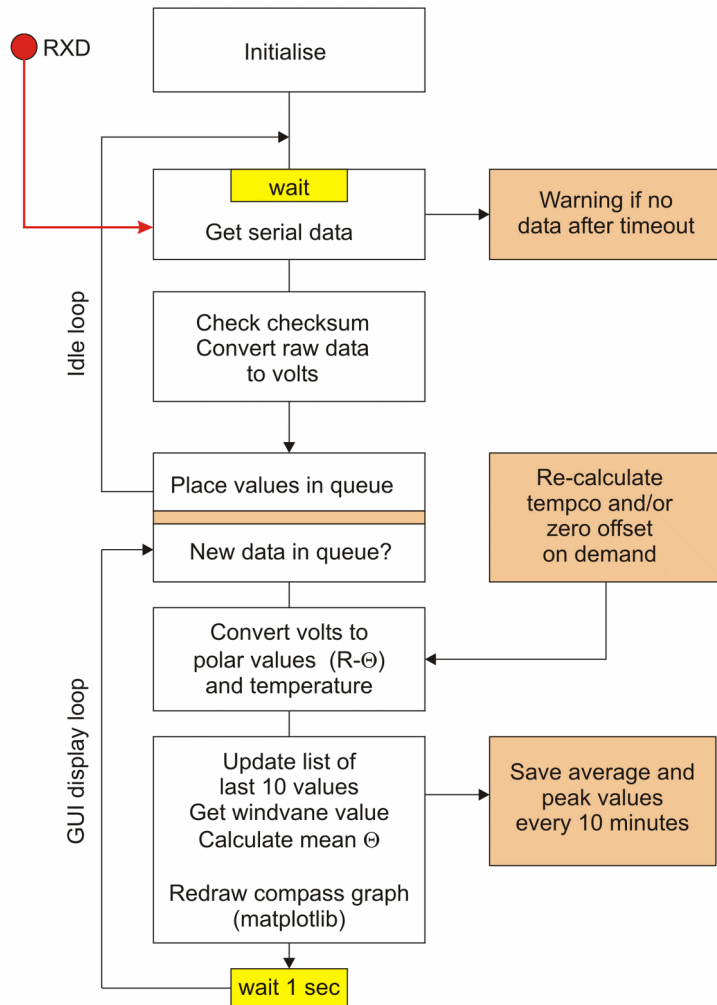 RXD
Initialise
wait
Get serial data
Warning if no
data after timeout
Idle loop
Check checksum
Convert raw data
to volts
Place values in queue
New data in queue?
Re-calculate
tempco and/or
zero offset
on demand
Convert volts to
polar values (R-Θ)
and temperature
GUI display loop
Update list of
last 10 values
Get windvane value
Calculate mean Θ
Redraw compass graph
(matplotlib)
Save average and
peak values
every 10 minutes
wait 1 sec